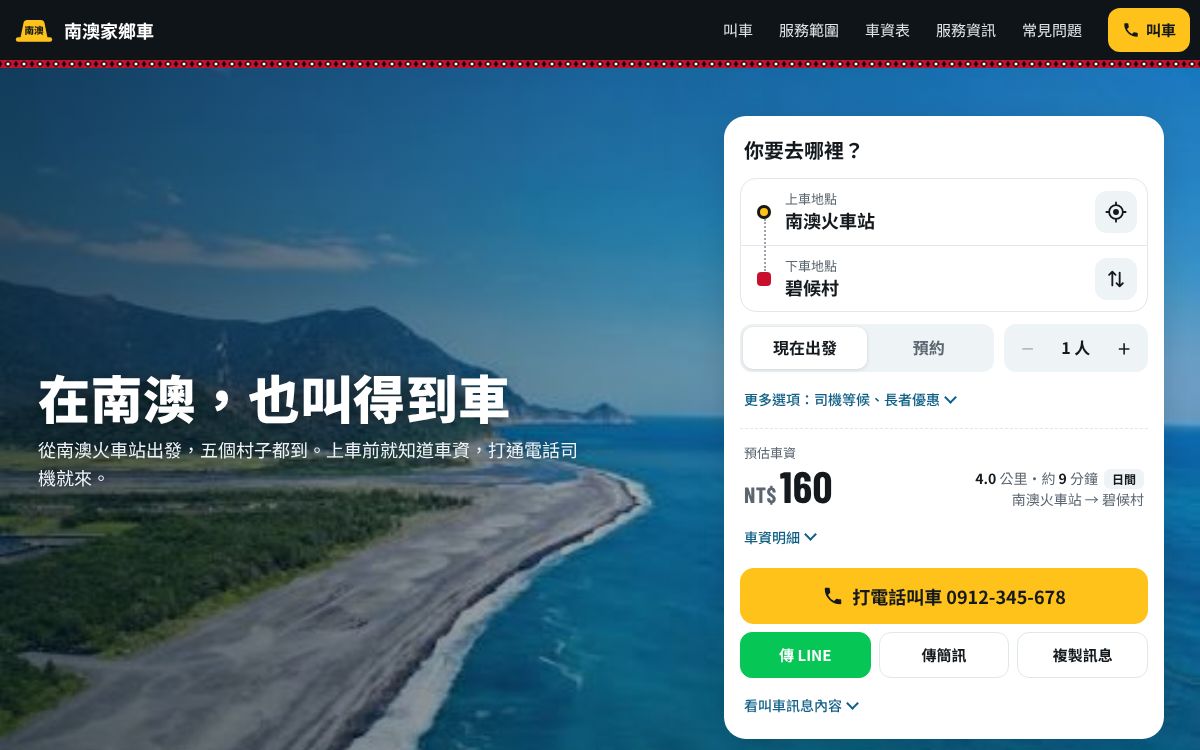 南澳
南澳家鄉車
叫車
服務範圍
車資表
服務資訊
常見問題
叫車
在南澳，也叫得到車
從南澳火車站出發，五個村子都到。上車前就知道車資，打通電話司
機就來。
你要去哪裡？
上車地點
南澳火車站
下車地點
碧候村
現在出發
預約
− 1 人 +
更多選項：司機等候、長者優惠
預估車資
NT$ 160
4.0 公里・約 9 分鐘 日間
南澳火車站 → 碧候村
車資明細
打電話叫車 0912-345-678
傳 LINE
傳簡訊
複製訊息
看叫車訊息內容